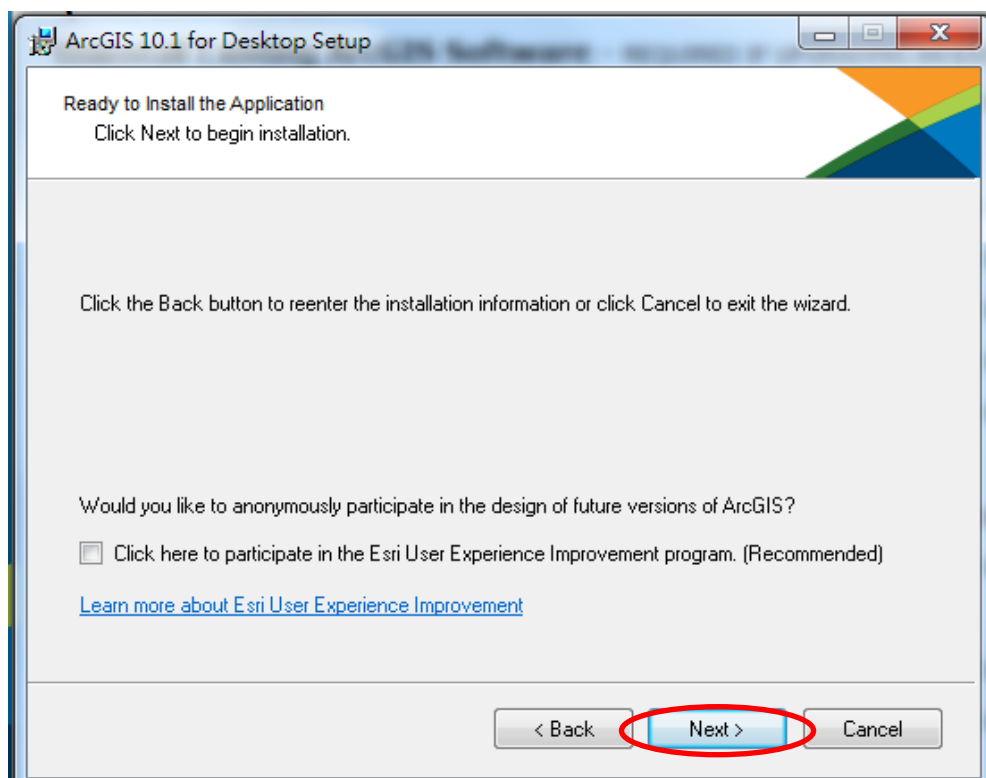 ArcGIS 10.1 for Desktop Setup
Ready to Install the Application
Click Next to begin installation.
Click the Back button to reenter the installation information or click Cancel to exit the wizard.
Would you like to anonymously participate in the design of future versions of ArcGIS?
Click here to participate in the Esri User Experience Improvement program. (Recommended)
Learn more about Esri User Experience Improvement
< Back
Next >
Cancel